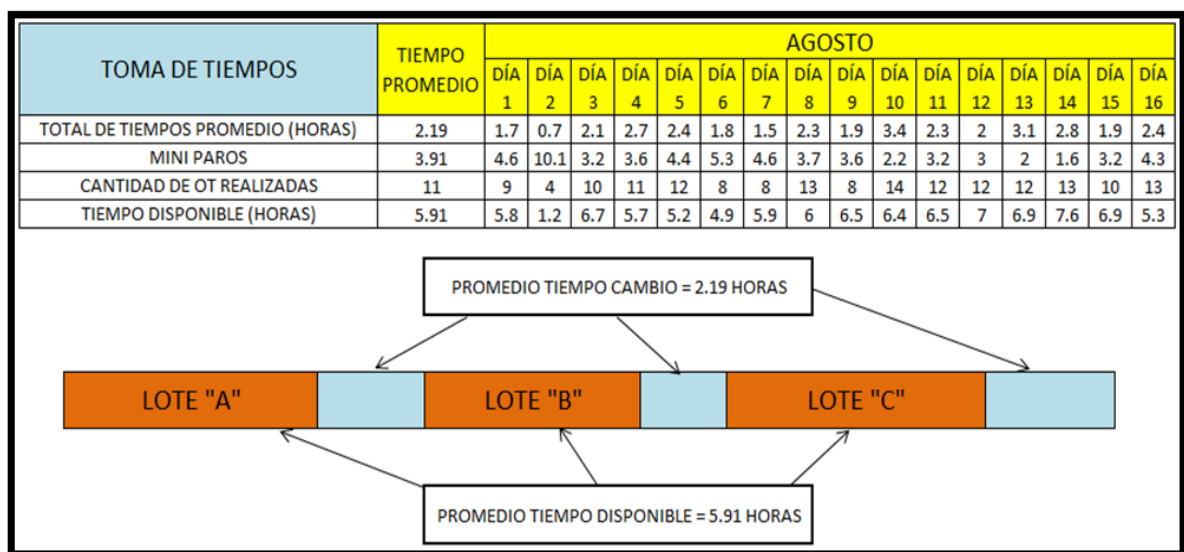 TOMA DE TIEMPOS
TIEMPO
PROMEDIO
AGOSTO
DÍA DÍA DÍA DÍA DÍA DÍA DÍA DÍA DÍA DÍA DÍA DÍA DÍA DÍA DÍA DÍA
1 2 3 4 5 6 7 8 9 10 11 12 13 14 15 16
TOTAL DE TIEMPOS PROMEDIO (HORAS) 2.19 1.7 0.7 2.1 2.7 2.4 1.8 1.5 2.3 1.9 3.4 2.3 2 3.1 2.8 1.9 2.4
MINI PAROS 3.91 4.6 10.1 3.2 3.6 4.4 5.3 4.6 3.7 3.6 2.2 3.2 3 2 1.6 3.2 4.3
CANTIDAD DE OT REALIZADAS 11 9 4 10 11 12 8 8 13 8 14 12 12 12 13 10 13
TIEMPO DISPONIBLE (HORAS) 5.91 5.8 1.2 6.7 5.7 5.2 4.9 5.9 6 6.5 6.4 6.5 7 6.9 7.6 6.9 5.3
PROMEDIO TIEMPO CAMBIO = 2.19 HORAS
LOTE "A" LOTE "B" LOTE "C"
PROMEDIO TIEMPO DISPONIBLE = 5.91 HORAS